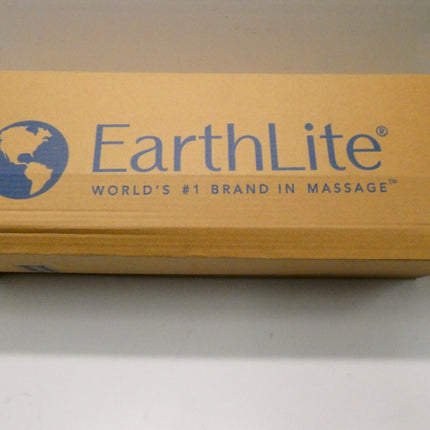 EarthLite®
WORLD'S #1 BRAND IN MASSAGE™